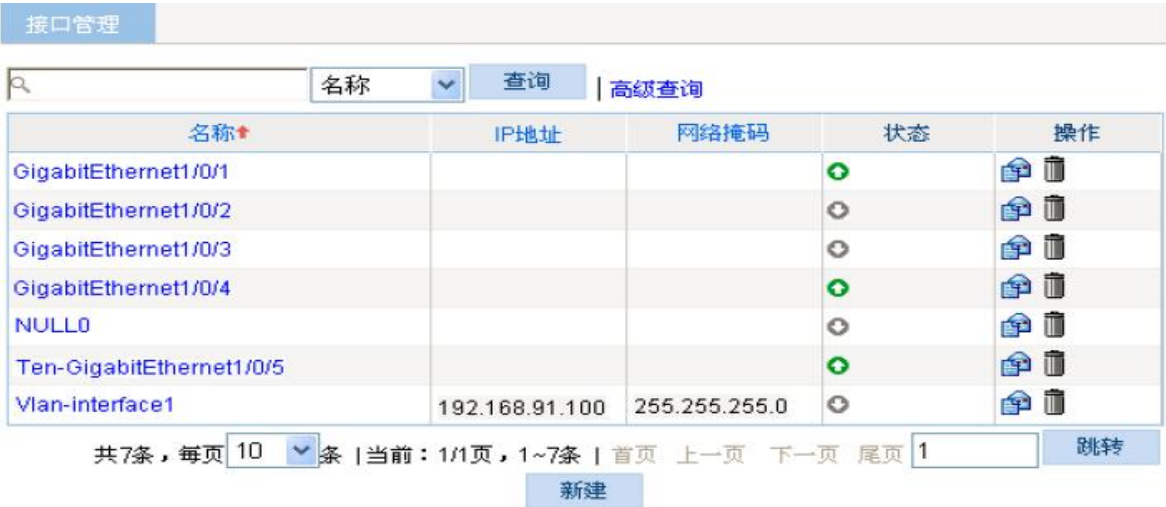 接口管理
名称 查询 |高级查询
名称 IP地址 网络掩码 状态 操作
GigabitEthernet1/0/1
GigabitEthernet1/0/2
GigabitEthernet1/0/3
GigabitEthernet1/0/4
NULL0
Ten-GigabitEthernet1/0/5
Vlan-interface1 192.168.91.100 255.255.255.0
共7条，每页 10 条 |当前：1/1页，1~7条 | 首页 上一页 下一页 尾页 1 跳转
新建